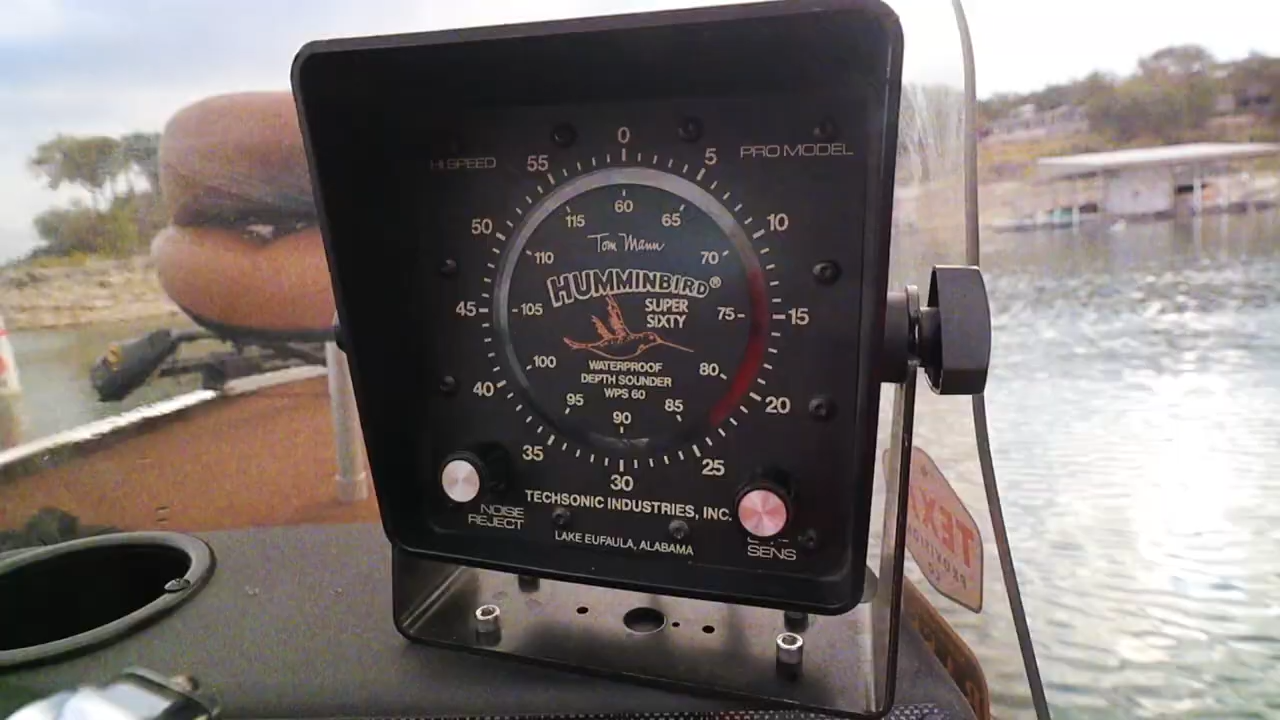 HI SPEED
PRO MODEL
0
5
10
15
20
25
30
35
40
45
50
55
60
65
70
75
80
85
90
95
100
105
110
115
Tom Mann
HUMMINBIRD®
SUPER
SIXTY
WATERPROOF
DEPTH SOUNDER
WPS 60
TECHSONIC INDUSTRIES, INC.
LAKE EUFAULA, ALABAMA
NOISE
REJECT
SENS